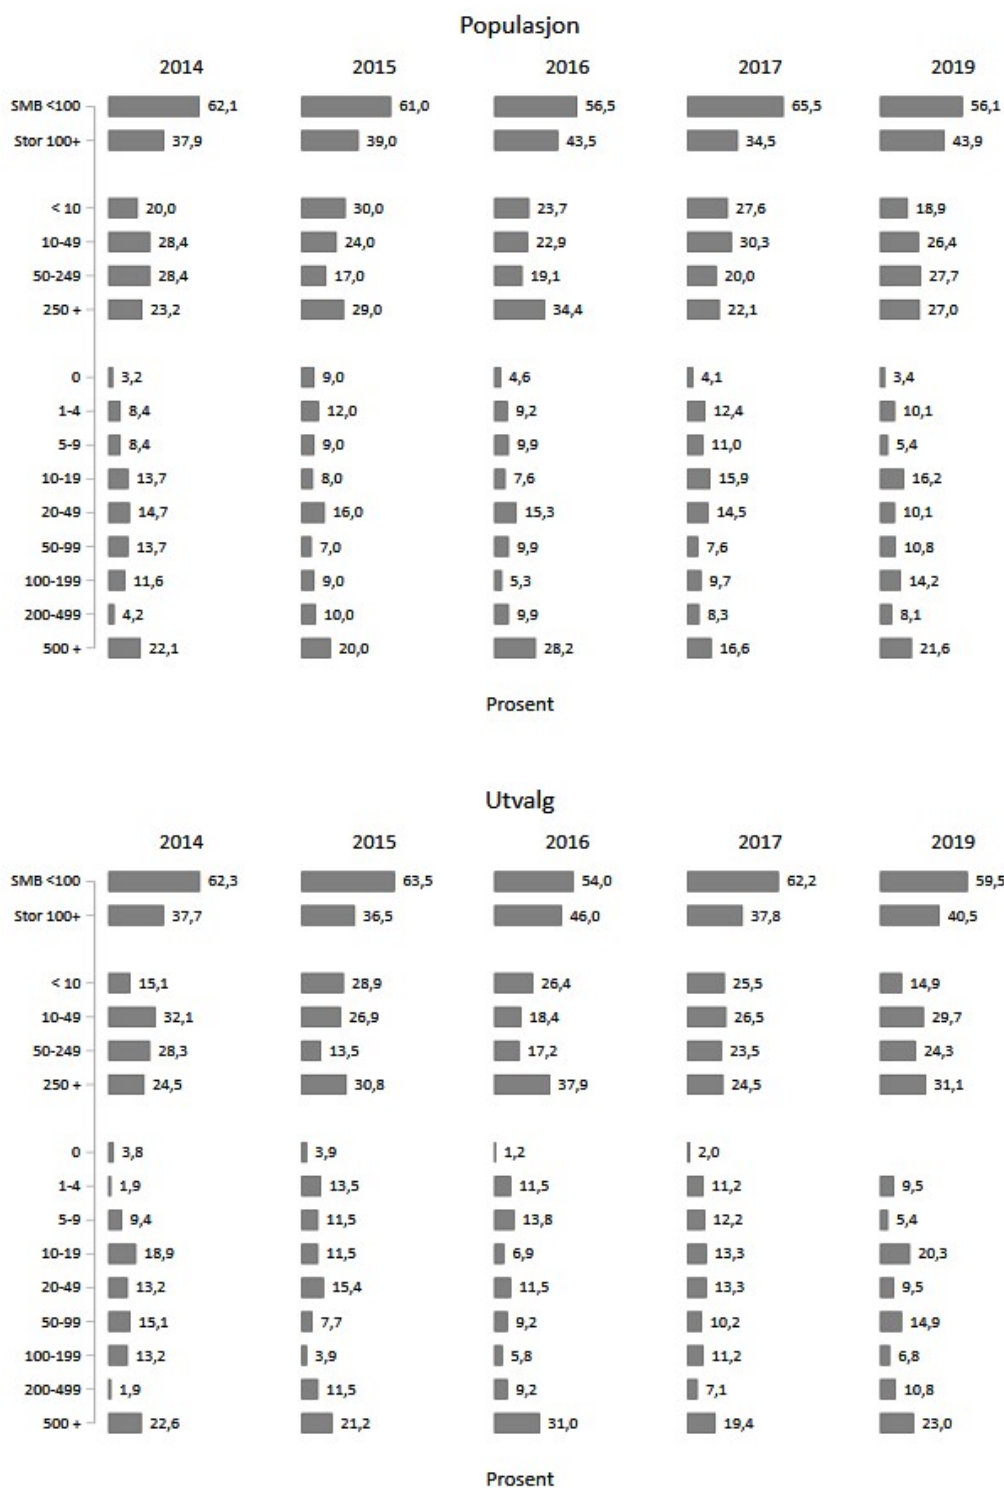 Populasjon
2014 2015 2016 2017 2019
SMB <100 62,1 61,0 56,5 65,5 56,1
Stor 100+ 37,9 39,0 43,5 34,5 43,9
< 10 20,0 30,0 23,7 27,6 18,9
10-49 28,4 24,0 22,9 30,3 26,4
50-249 28,4 17,0 19,1 20,0 27,7
250 + 23,2 29,0 34,4 22,1 27,0
0 3,2 9,0 4,6 4,1 3,4
1-4 8,4 12,0 9,2 12,4 10,1
5-9 8,4 9,0 9,9 11,0 5,4
10-19 13,7 8,0 7,6 15,9 16,2
20-49 14,7 16,0 15,3 14,5 10,1
50-99 13,7 7,0 9,9 7,6 10,8
100-199 11,6 9,0 5,3 9,7 14,2
200-499 4,2 10,0 9,9 8,3 8,1
500 + 22,1 20,0 28,2 16,6 21,6
Prosent
Utvalg
2014 2015 2016 2017 2019
SMB <100 62,3 63,5 54,0 62,2 59,5
Stor 100+ 37,7 36,5 46,0 37,8 40,5
< 10 15,1 28,9 26,4 25,5 14,9
10-49 32,1 26,9 18,4 26,5 29,7
50-249 28,3 13,5 17,2 23,5 24,3
250 + 24,5 30,8 37,9 24,5 31,1
0 3,8 3,9 1,2 2,0
1-4 1,9 13,5 11,5 11,2 9,5
5-9 9,4 11,5 13,8 12,2 5,4
10-19 18,9 11,5 6,9 13,3 20,3
20-49 13,2 15,4 11,5 13,3 9,5
50-99 15,1 7,7 9,2 10,2 14,9
100-199 13,2 3,9 5,8 11,2 6,8
200-499 1,9 11,5 9,2 7,1 10,8
500 + 22,6 21,2 31,0 19,4 23,0
Prosent